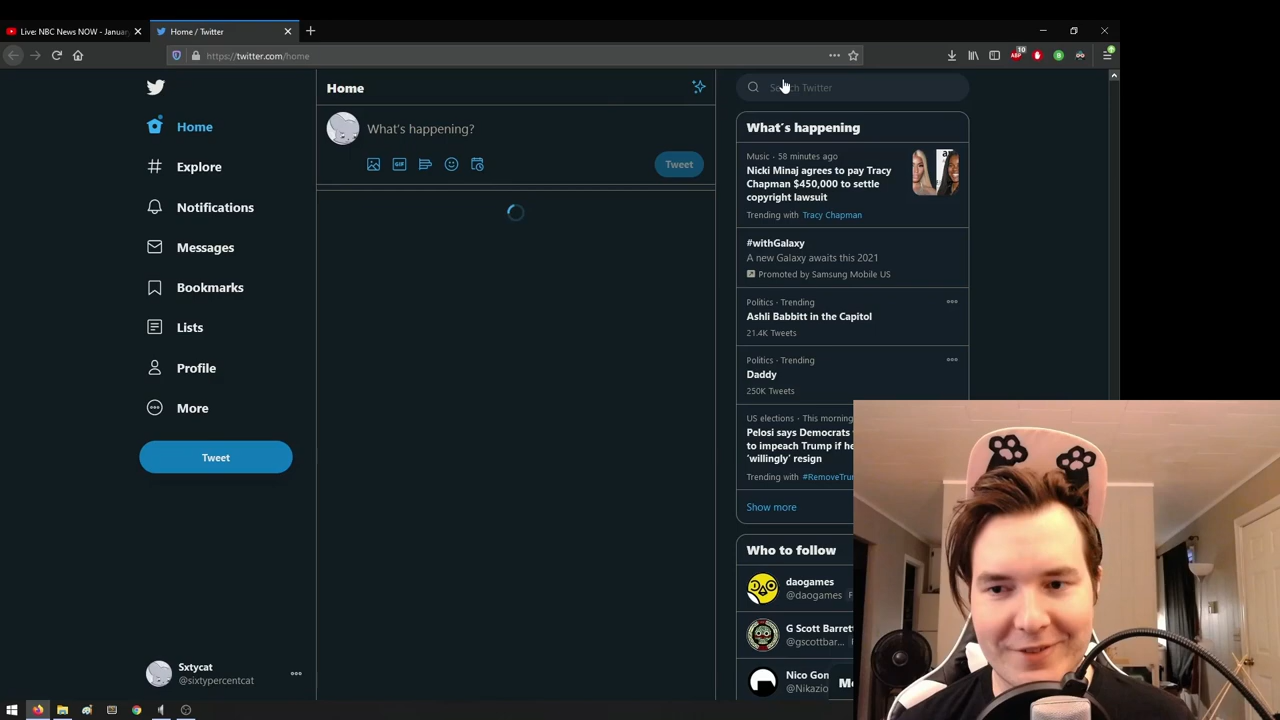 Live: NBC News NOW - Januar
Home / Twitter
https://twitter.com/home
10
ABP
Home
Explore
Notifications
Messages
Bookmarks
Lists
Profile
More
Tweet
Sxtycat
@sixtypercentcat
Home
What's happening?
GIF
Tweet
Search Twitter
What's happening
Music · 58 minutes ago
Nicki Minaj agrees to pay Tracy
Chapman $450,000 to settle
copyright lawsuit
Trending with Tracy Chapman
#withGalaxy
A new Galaxy awaits this 2021
Promoted by Samsung Mobile US
Politics · Trending
Ashli Babbitt in the Capitol
21.4K Tweets
Politics · Trending
Daddy
250K Tweets
US elections · This morning
Pelosi says Democrats
to impeach Trump if he
'willingly' resign
Trending with #RemoveTru
Show more
Who to follow
daogames
@daogames
G Scott Barret
@gscottbar...
Nico Gon
@Nikazio